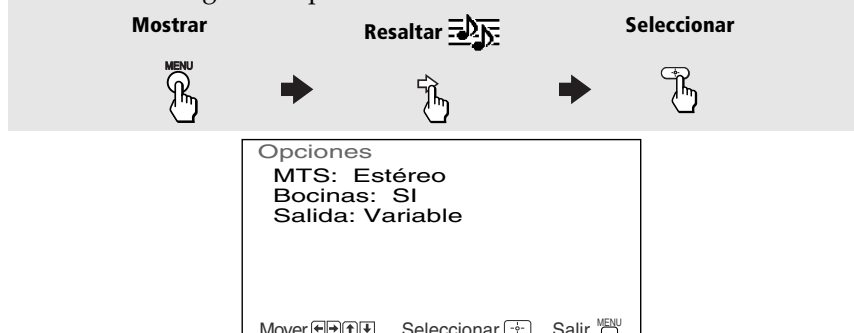 Mostrar
Resaltar
Seleccionar
MENU
Opciones
MTS: Estéreo
Bocinas: SI
Salida: Variable
Mover Seleccionar Salir MENU